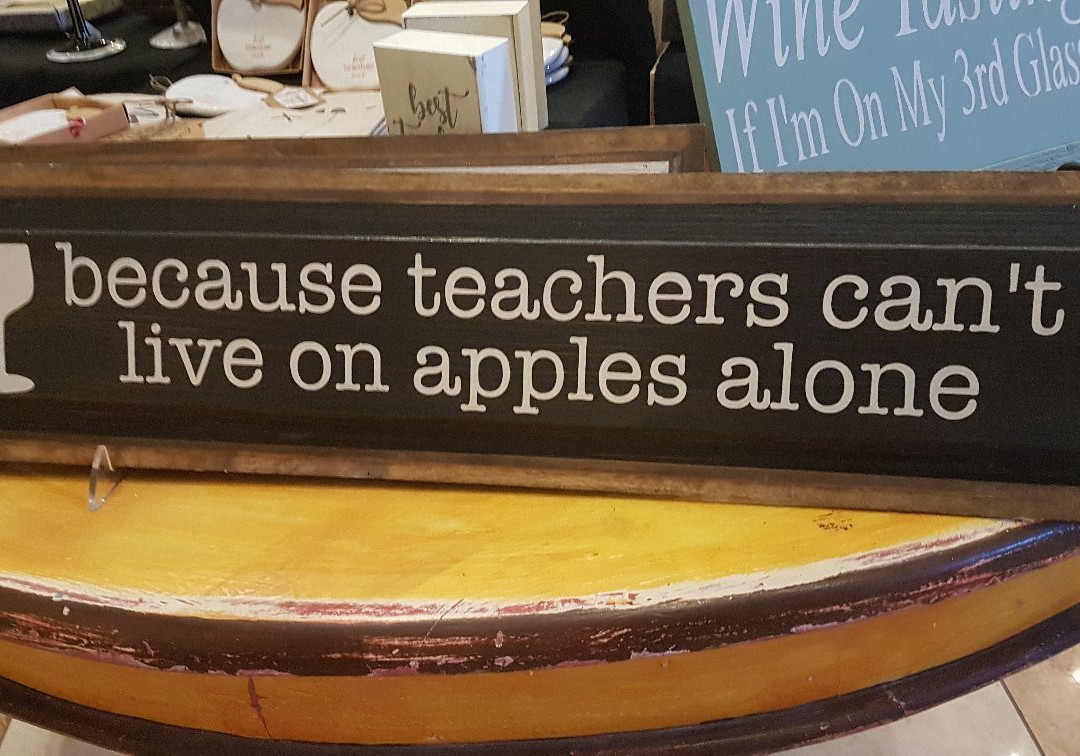 Wine Tasting
If I'm On My 3rd Glass
best
because teachers can't
live on apples alone